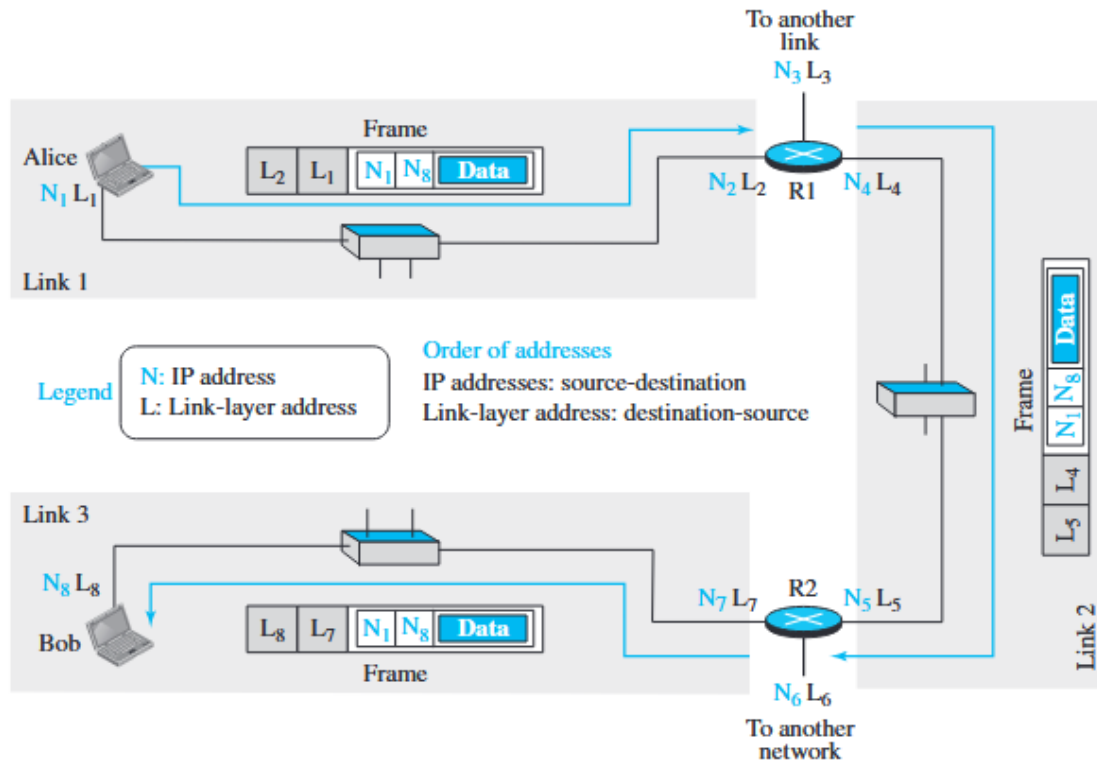 To another
link
N3 L3
Frame
Alice
L2 L1 N1 N8 Data
N1 L1
N2 L2
R1
N4 L4
Link 1
Legend
N: IP address
L: Link-layer address
Order of addresses
IP addresses: source-destination
Link-layer address: destination-source
Frame
L5 L4 N1 N8 Data
Link 2
Link 3
N8 L8
Bob
L8 L7 N1 N8 Data
Frame
N7 L7
R2
N5 L5
N6 L6
To another
network